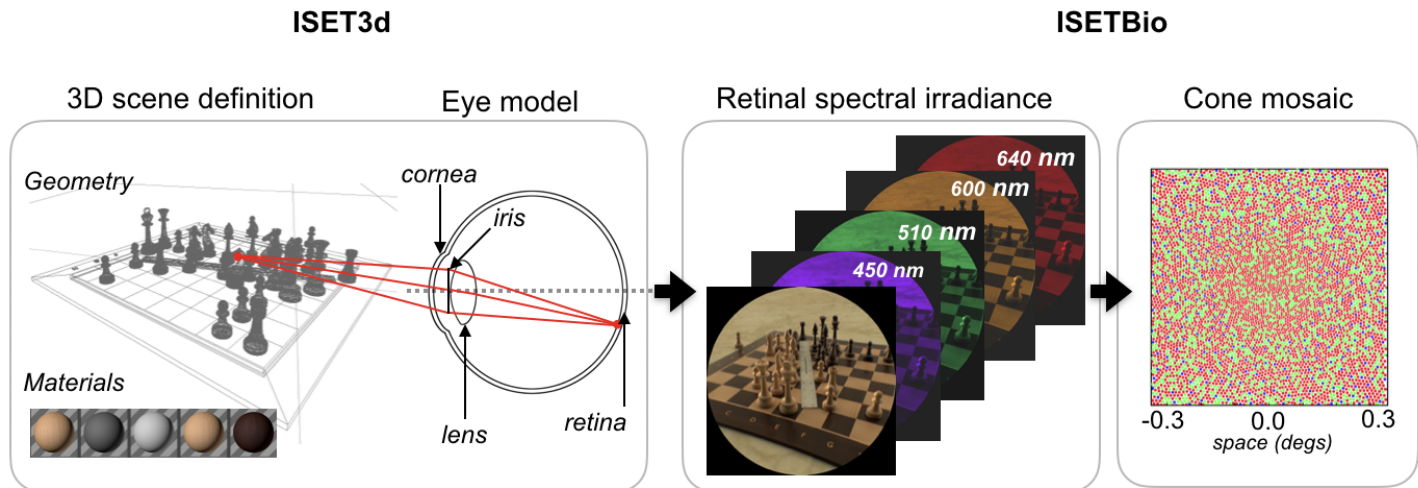 ISET3d
ISETBio
3D scene definition
Eye model
Retinal spectral irradiance
Cone mosaic
Geometry
cornea
iris
Materials
lens
retina
640 nm
600 nm
510 nm
450 nm
-0.3
0.0
0.3
space (degs)